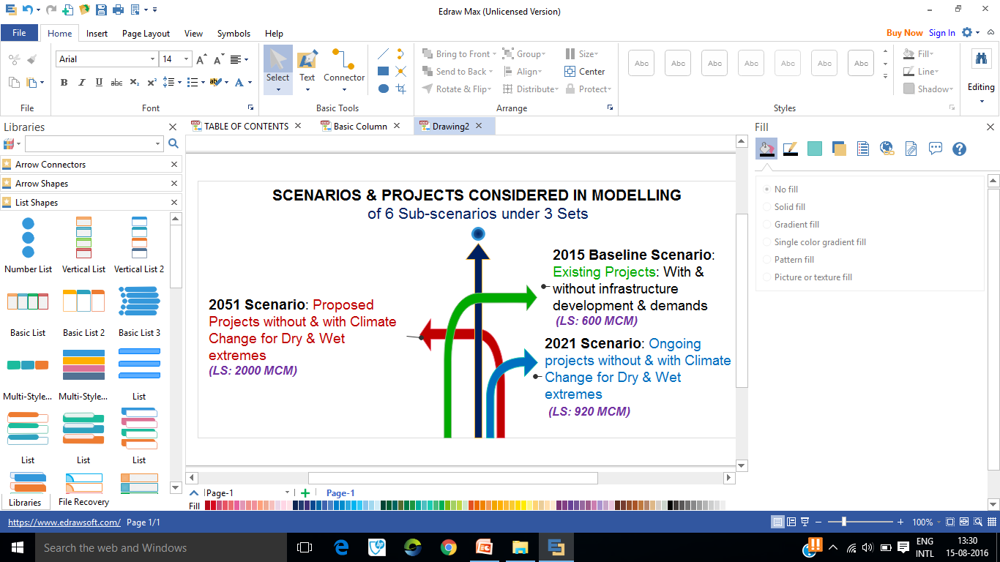 Edraw Max (Unlicensed Version)
File Home Insert Page Layout View Symbols Help
Buy Now Sign In
Arial 14
B I U abc X₂ X² A
Select Text Connector
Bring to Front Group Size
Send to Back Align Center
Rotate & Flip Distribute Protect
Abc Abc Abc Abc Abc Abc Abc
Fill
Line
Shadow
Editing
File Font Basic Tools Arrange Styles
Libraries
TABLE OF CONTENTS Basic Column Drawing2
Fill
Arrow Connectors
Arrow Shapes
List Shapes
Number List Vertical List Vertical List 2
Basic List Basic List 2 Basic List 3
Multi-Style... Multi-Style... List
List List List
Libraries File Recovery
SCENARIOS & PROJECTS CONSIDERED IN MODELLING
of 6 Sub-scenarios under 3 Sets
2015 Baseline Scenario:
Existing Projects: With &
without infrastructure
development & demands
(LS: 600 MCM)
2051 Scenario: Proposed
Projects without & with Climate
Change for Dry & Wet
extremes
(LS: 2000 MCM)
2021 Scenario: Ongoing
projects without & with Climate
Change for Dry & Wet
extremes
(LS: 920 MCM)
No fill
Solid fill
Gradient fill
Single color gradient fill
Pattern fill
Picture or texture fill
Page-1 Page-1
Fill
https://www.edrawsoft.com/ Page 1/1
100%
Search the web and Windows
ENG
INTL
13:30
15-08-2016